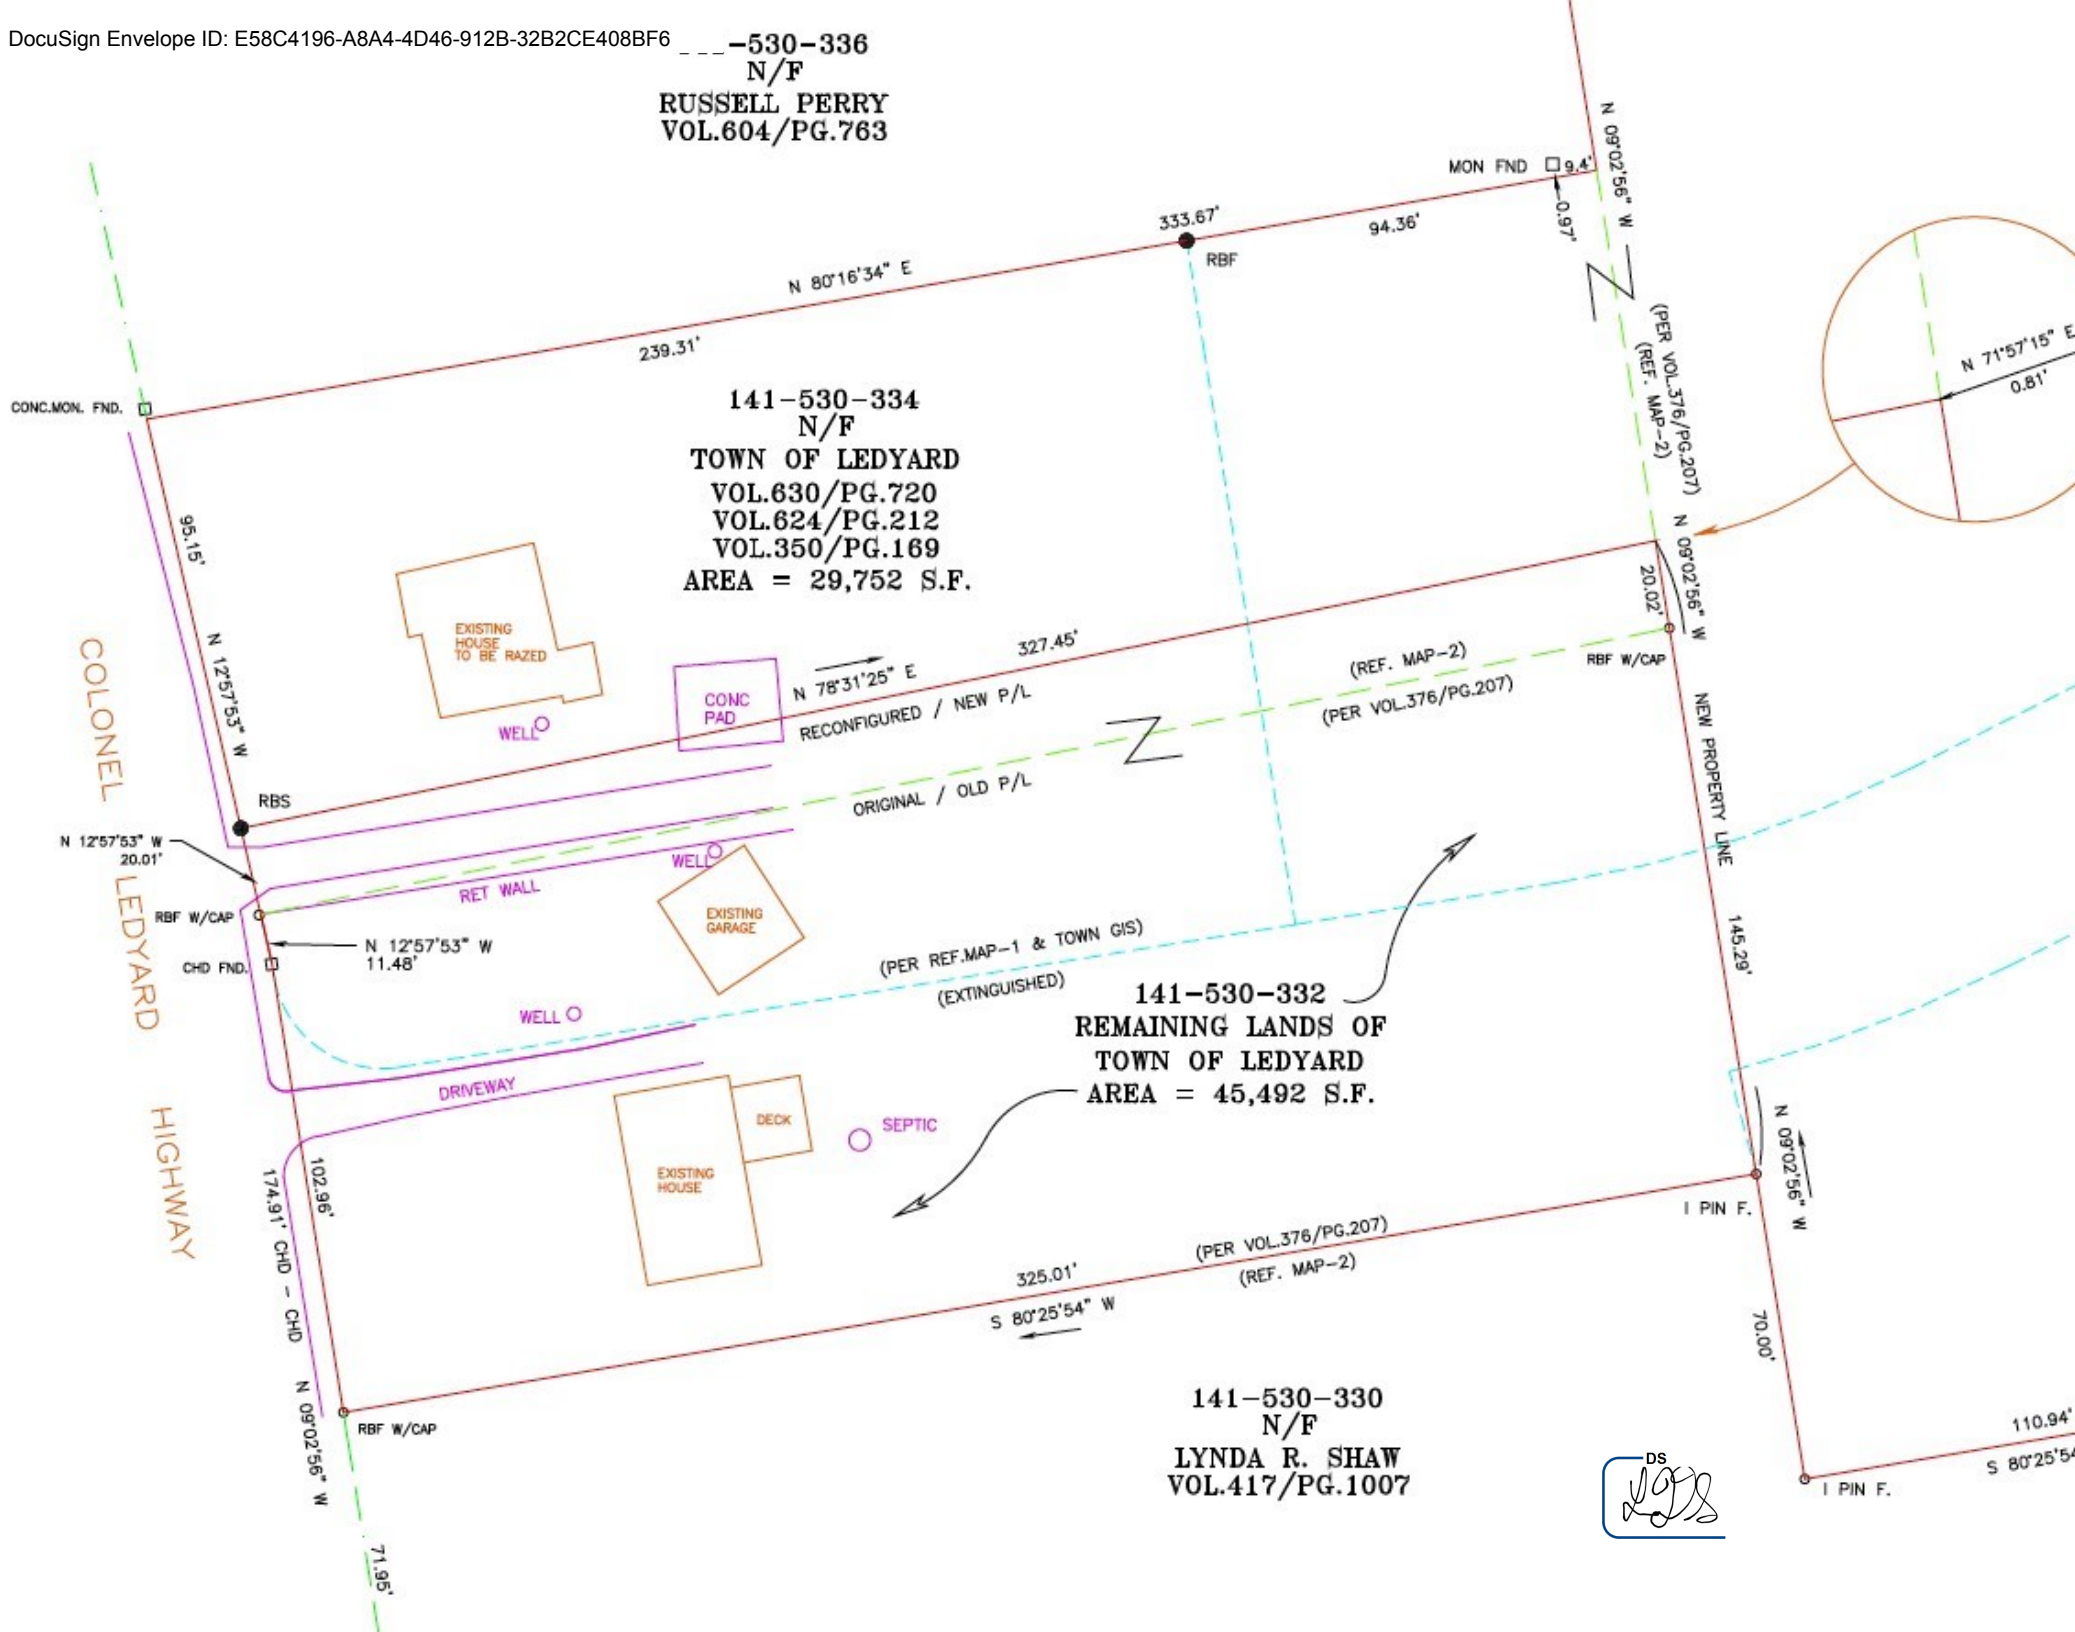 DocuSign Envelope ID: E58C4196-A8A4-4D46-912B-32B2CE408BF6
-530-336
N/F
RUSSELL PERRY
VOL.604/PG.763
MON FND
9.4'
0.97'
N 09°02'56" W
333.67'
94.36'
RBF
N 80°16'34" E
239.31'
(PER VOL.376/PG.207)
(REF. MAP-2)
N 71°57'15" E
0.81'
CONC.MON. FND.
141-530-334
N/F
TOWN OF LEDYARD
VOL.630/PG.720
VOL.624/PG.212
VOL.350/PG.169
AREA = 29,752 S.F.
95.15'
N 12°57'53" W
EXISTING
HOUSE
TO BE RAZED
WELL
CONC
PAD
N 78°31'25" E
327.45'
RECONFIGURED / NEW P/L
(REF. MAP-2)
(PER VOL.376/PG.207)
20.02'
N 09°02'56" W
RBF W/CAP
ORIGINAL / OLD P/L
NEW PROPERTY LINE
145.29'
COLONEL LEDYARD HIGHWAY
RBS
N 12°57'53" W
20.01'
RBF W/CAP
RET WALL
WELL
EXISTING
GARAGE
N 12°57'53" W
11.48'
CHD FND.
WELL
(PER REF.MAP-1 & TOWN GIS)
(EXTINGUISHED)
141-530-332
REMAINING LANDS OF
TOWN OF LEDYARD
AREA = 45,492 S.F.
DRIVEWAY
DECK
SEPTIC
EXISTING
HOUSE
102.96'
174.91' CHD - CHD
N 09°02'56" W
N 09°02'56" W
I PIN F.
(PER VOL.376/PG.207)
(REF. MAP-2)
325.01'
S 80°25'54" W
70.00'
RBF W/CAP
141-530-330
N/F
LYNDA R. SHAW
VOL.417/PG.1007
DS
110.94'
S 80°25'54
I PIN F.
71.95'